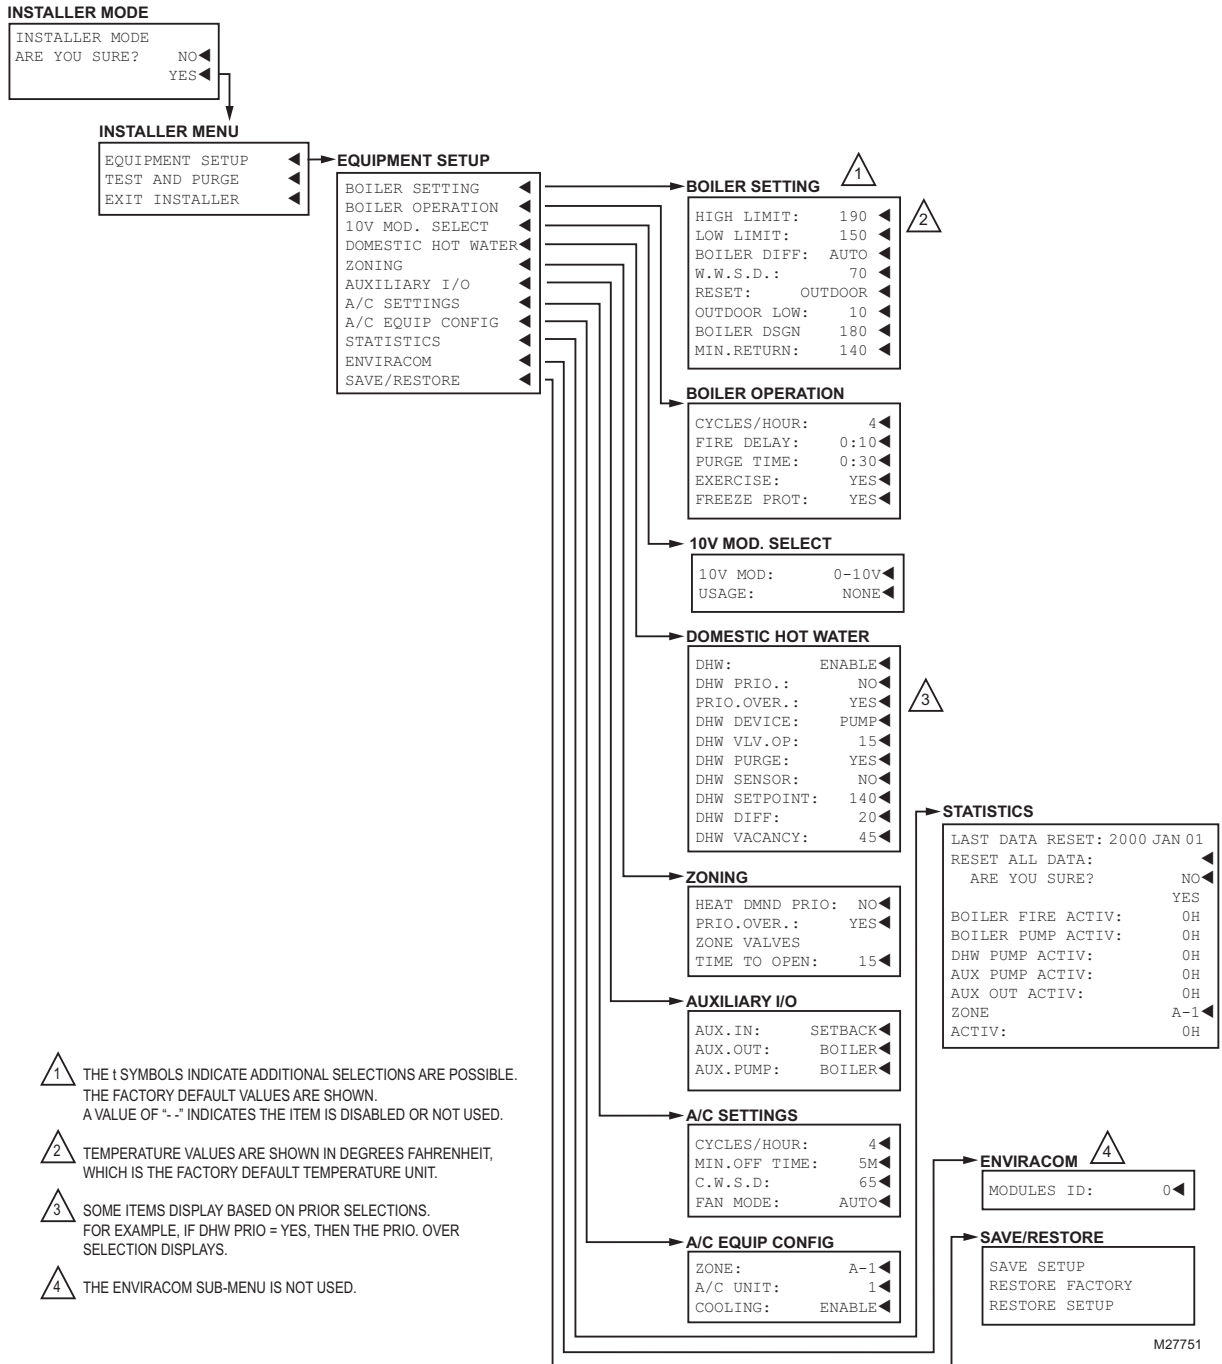 INSTALLER MODE
INSTALLER MODE
ARE YOU SURE? NO
YES
INSTALLER MENU
EQUIPMENT SETUP
TEST AND PURGE
EXIT INSTALLER
EQUIPMENT SETUP
BOILER SETTING
BOILER OPERATION
10V MOD. SELECT
DOMESTIC HOT WATER
ZONING
AUXILIARY I/O
A/C SETTINGS
A/C EQUIP CONFIG
STATISTICS
ENVIRACOM
SAVE/RESTORE
BOILER SETTING 1
HIGH LIMIT: 190
2
LOW LIMIT: 150
BOILER DIFF: AUTO
W.W.S.D.: 70
RESET: OUTDOOR
OUTDOOR LOW: 10
BOILER DSGN 180
MIN.RETURN: 140
BOILER OPERATION
CYCLES/HOUR: 4
FIRE DELAY: 0:10
PURGE TIME: 0:30
EXERCISE: YES
FREEZE PROT: YES
10V MOD. SELECT
10V MOD: 0-10V
USAGE: NONE
DOMESTIC HOT WATER
DHW: ENABLE
DHW PRIO.: NO
PRIO.OVER.: YES
3
DHW DEVICE: PUMP
DHW VLV.OP: 15
DHW PURGE: YES
DHW SENSOR: NO
DHW SETPOINT: 140
DHW DIFF: 20
DHW VACANCY: 45
ZONING
HEAT DMND PRIO: NO
PRIO.OVER.: YES
ZONE VALVES
TIME TO OPEN: 15
AUXILIARY I/O
AUX.IN: SETBACK
AUX.OUT: BOILER
AUX.PUMP: BOILER
A/C SETTINGS
CYCLES/HOUR: 4
MIN.OFF TIME: 5M
C.W.S.D: 65
FAN MODE: AUTO
A/C EQUIP CONFIG
ZONE: A-1
A/C UNIT: 1
COOLING: ENABLE
STATISTICS
LAST DATA RESET: 2000 JAN 01
RESET ALL DATA:
ARE YOU SURE? NO
YES
BOILER FIRE ACTIV: 0H
BOILER PUMP ACTIV: 0H
DHW PUMP ACTIV: 0H
AUX PUMP ACTIV: 0H
AUX OUT ACTIV: 0H
ZONE A-1
ACTIV: 0H
ENVIRACOM 4
MODULES ID: 0
SAVE/RESTORE
SAVE SETUP
RESTORE FACTORY
RESTORE SETUP
1 THE t SYMBOLS INDICATE ADDITIONAL SELECTIONS ARE POSSIBLE.
THE FACTORY DEFAULT VALUES ARE SHOWN.
A VALUE OF “- -” INDICATES THE ITEM IS DISABLED OR NOT USED.
2 TEMPERATURE VALUES ARE SHOWN IN DEGREES FAHRENHEIT,
WHICH IS THE FACTORY DEFAULT TEMPERATURE UNIT.
3 SOME ITEMS DISPLAY BASED ON PRIOR SELECTIONS.
FOR EXAMPLE, IF DHW PRIO = YES, THEN THE PRIO. OVER
SELECTION DISPLAYS.
4 THE ENVIRACOM SUB-MENU IS NOT USED.
M27751